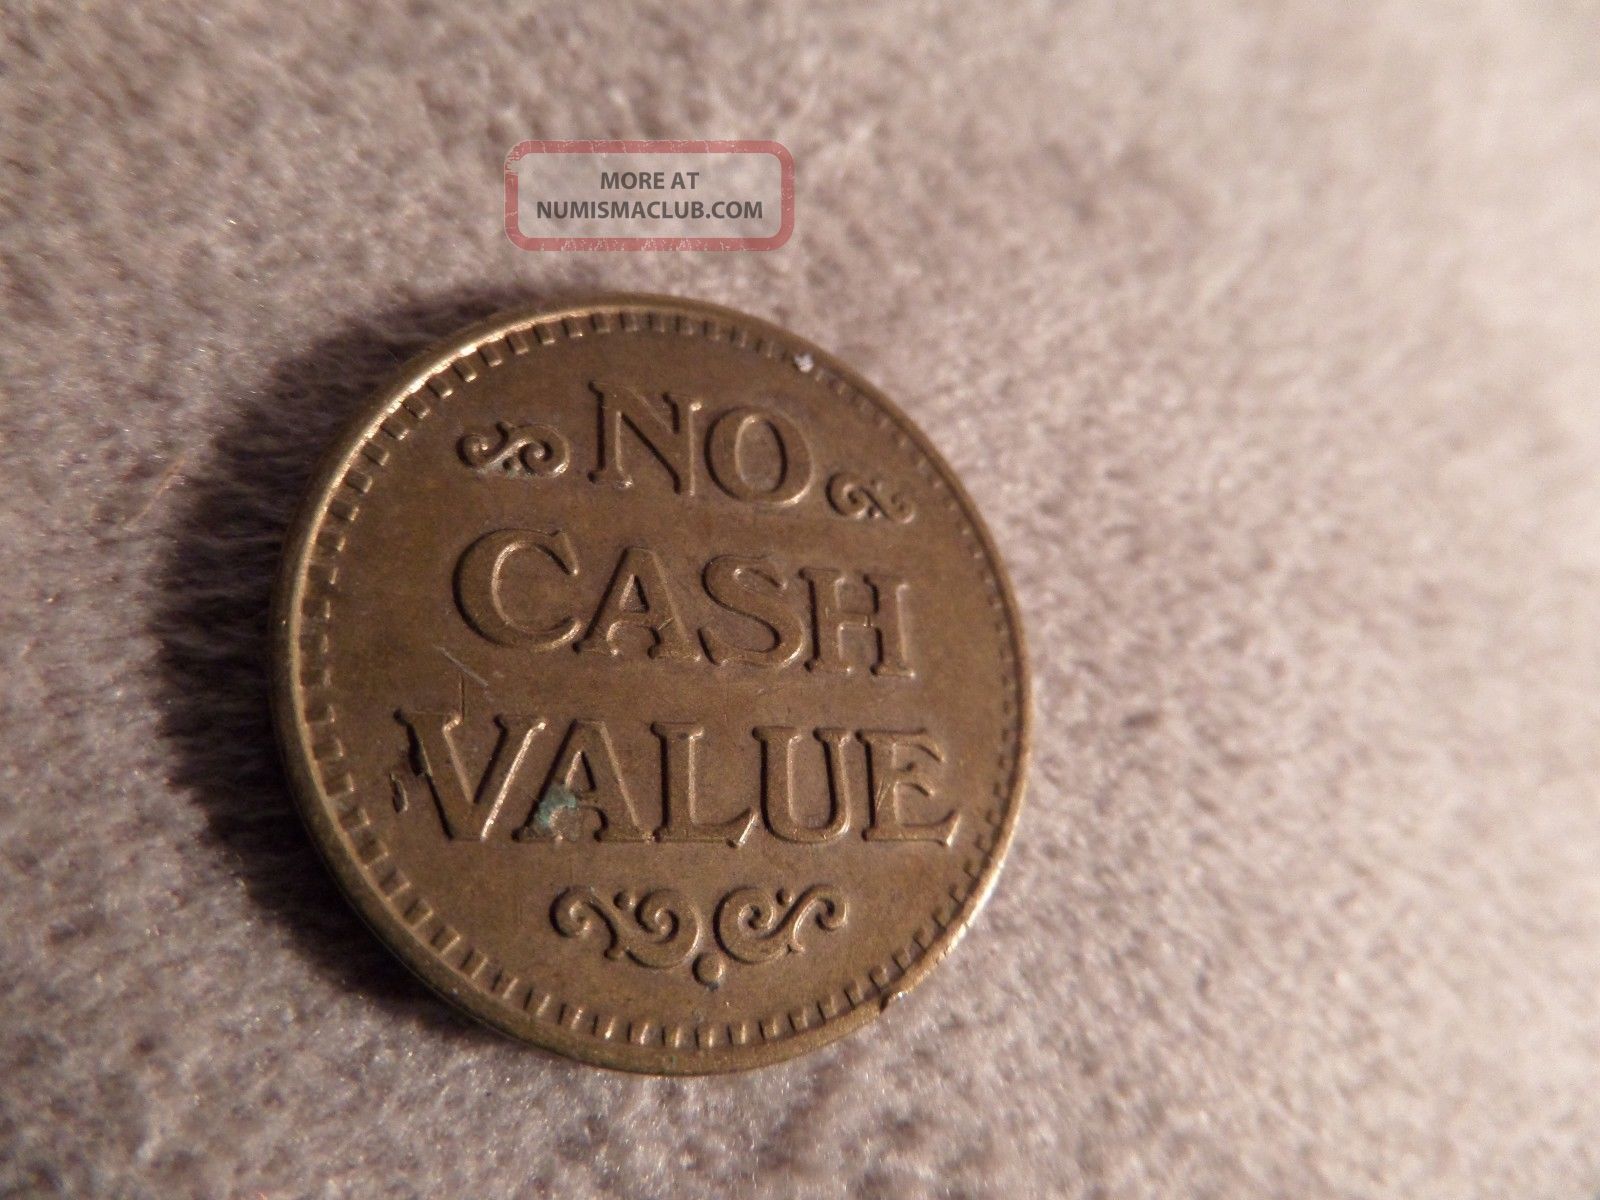 MORE AT
NUMISMACLUB.COM
NO
CASH
VALUE